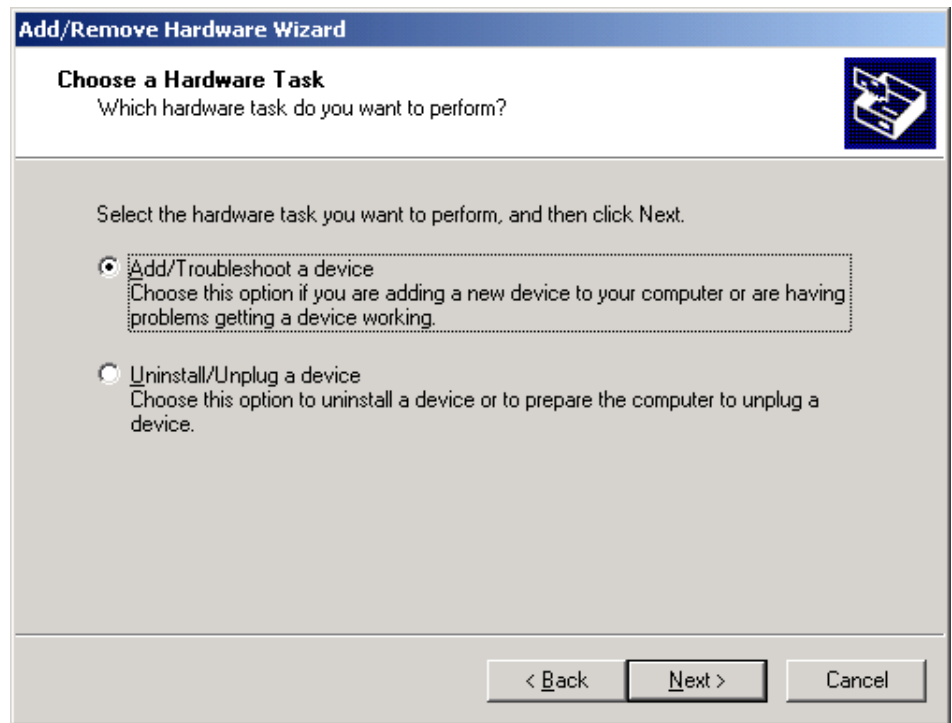 Add/Remove Hardware Wizard
Choose a Hardware Task
Which hardware task do you want to perform?
Select the hardware task you want to perform, and then click Next.
Add/Troubleshoot a device
Choose this option if you are adding a new device to your computer or are having
problems getting a device working.
Uninstall/Unplug a device
Choose this option to uninstall a device or to prepare the computer to unplug a
device.
< Back Next > Cancel